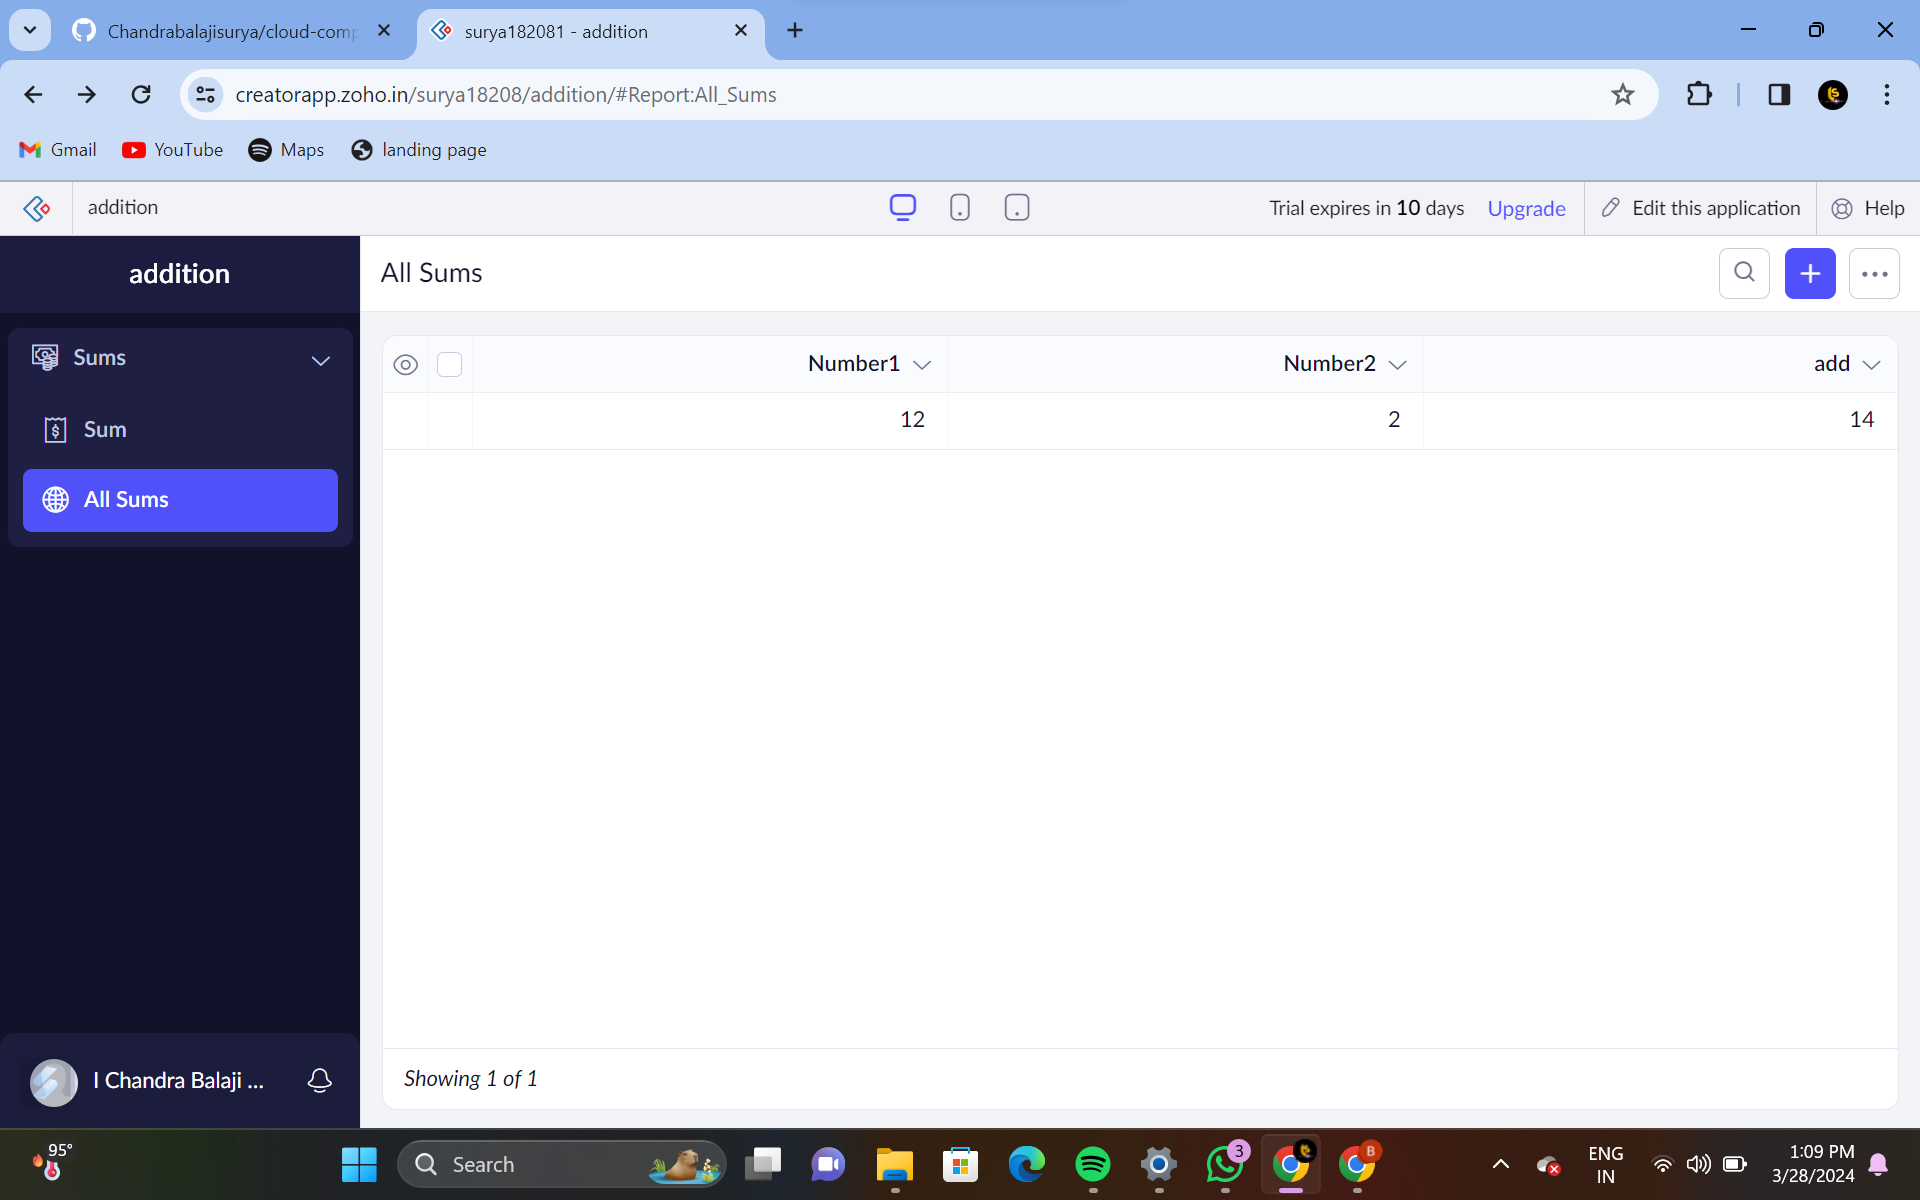 Chandrabalajisurya/cloud-comp
surya182081 - addition
creatorapp.zoho.in/surya18208/addition/#Report:All_Sums
Gmail
YouTube
Maps
landing page
addition
Trial expires in 10 days
Upgrade
Edit this application
Help
addition
All Sums
Sums
Sum
All Sums
Number1
Number2
add
12
2
14
Showing 1 of 1
I Chandra Balaji ...
95°
Search
3
B
ENG
IN
1:09 PM
3/28/2024